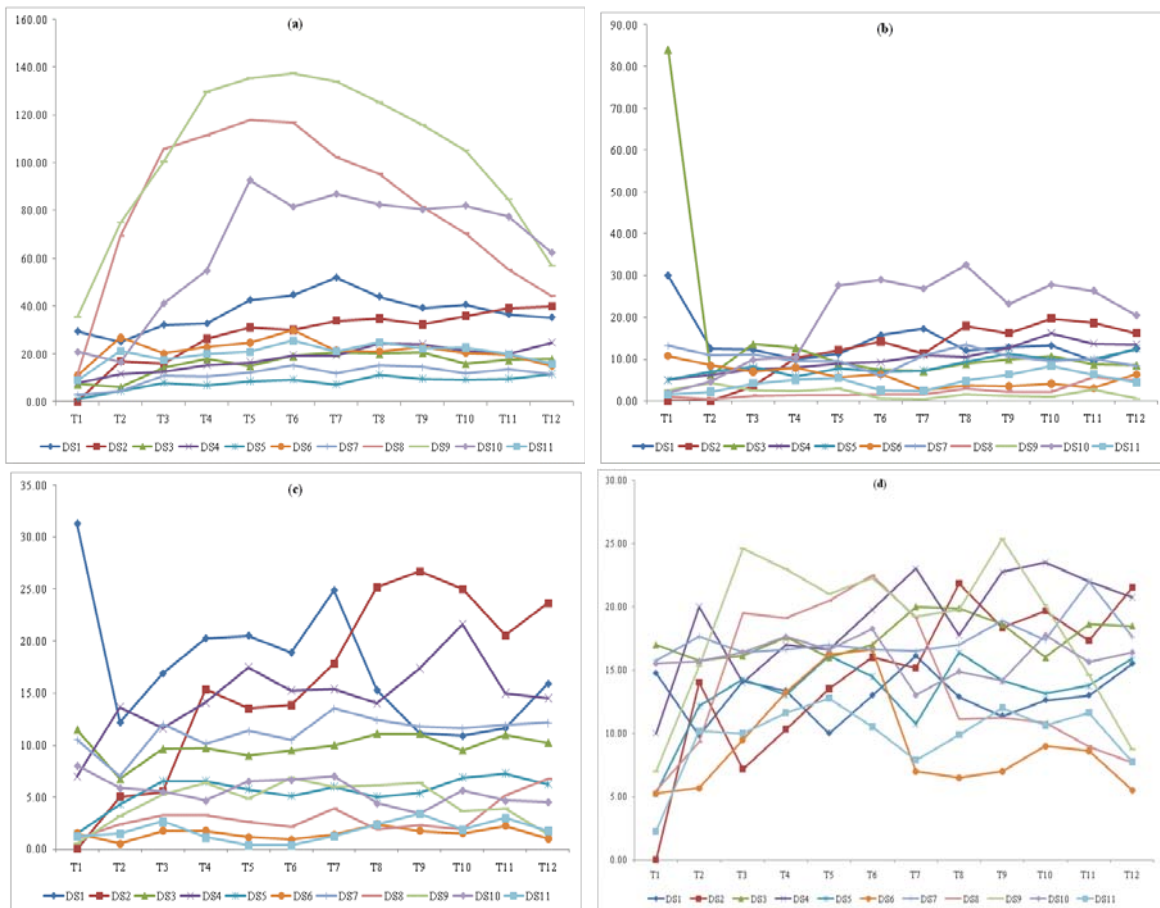 (a)
160.00
140.00
120.00
100.00
80.00
60.00
40.00
20.00
0.00
T1 T2 T3 T4 T5 T6 T7 T8 T9 T10 T11 T12
DS1 DS2 DS3 DS4 DS5 DS6 DS7 DS8 DS9 DS10 DS11
(b)
90.00
80.00
70.00
60.00
50.00
40.00
30.00
20.00
10.00
0.00
T1 T2 T3 T4 T5 T6 T7 T8 T9 T10 T11 T12
DS1 DS2 DS3 DS4 DS5 DS6 DS7 DS8 DS9 DS10 DS11
(c)
35.00
30.00
25.00
20.00
15.00
10.00
5.00
0.00
T1 T2 T3 T4 T5 T6 T7 T8 T9 T10 T11 T12
DS1 DS2 DS3 DS4 DS5 DS6 DS7 DS8 DS9 DS10 DS11
(d)
30.00
25.00
20.00
15.00
10.00
5.00
0.00
T1 T2 T3 T4 T5 T6 T7 T8 T9 T10 T11 T12
DS1 DS2 DS3 DS4 DS5 DS6 DS7 DS8 DS9 DS10 DS11